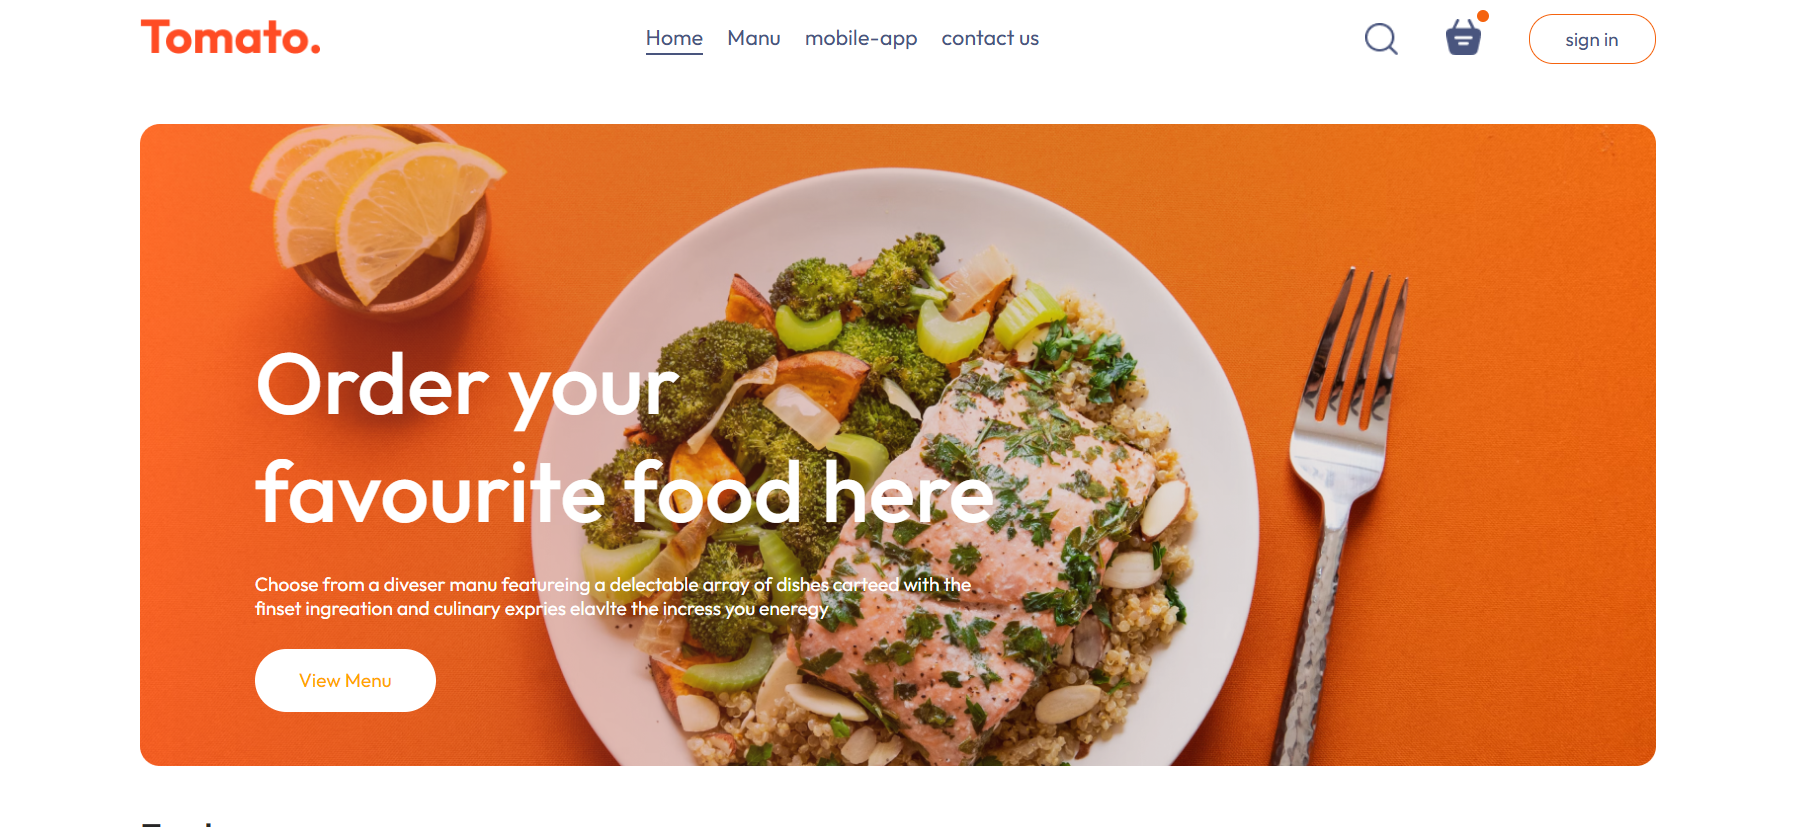 Tomato.
Home Manu mobile-app contact us
sign in
Order your
favourite food here
Choose from a diveser manu featureing a delectable array of dishes carteed with the
finset ingreation and culinary expries elavlte the incress you eneregy
View Menu